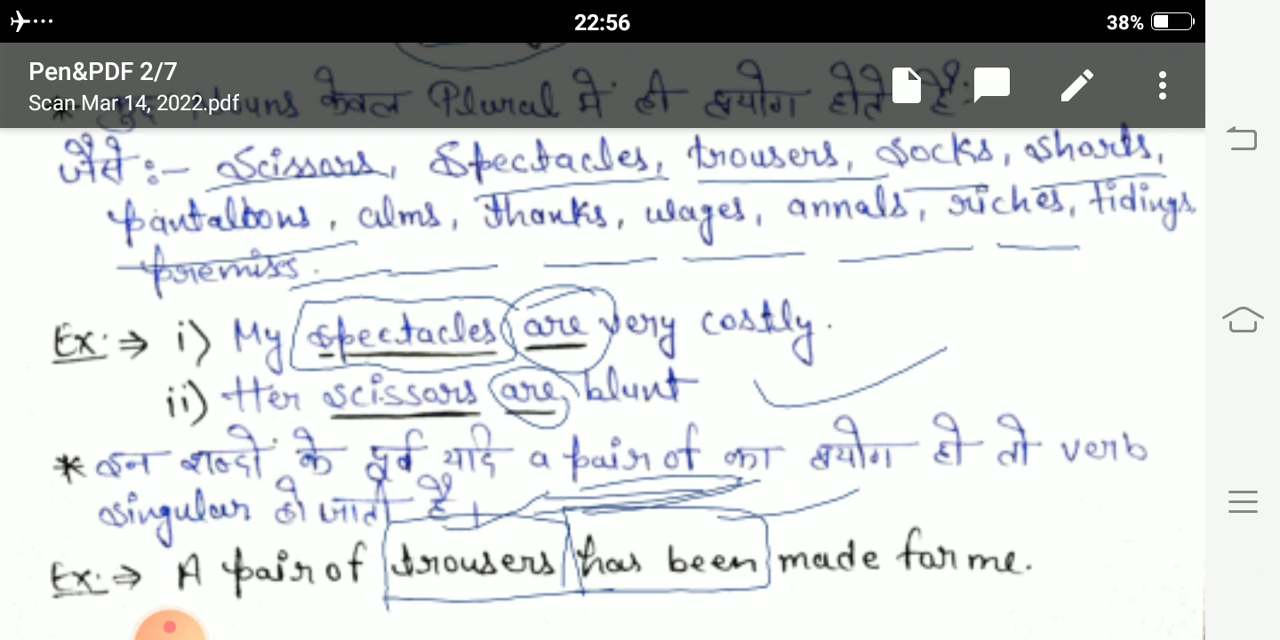 22:56
38%
Pen&PDF 2/7
Scan Mar 14, 2022.pdf
* कुछ Nouns केवल Plural में ही प्रयोग होते हैं:
जैसे :- Scissors, Spectacles, trousers, socks, shorts,
pantaloons, alms, thanks, wages, annals, riches, tidings,
premiss.
Ex: ⇒ i) My spectacles are very costly.
ii) Her scissors are blunt
* इन शब्दों के पूर्व यदि a pair of का प्रयोग हो तो verb
singular हो जाती है।
Ex: ⇒ A pair of trousers has been made for me.